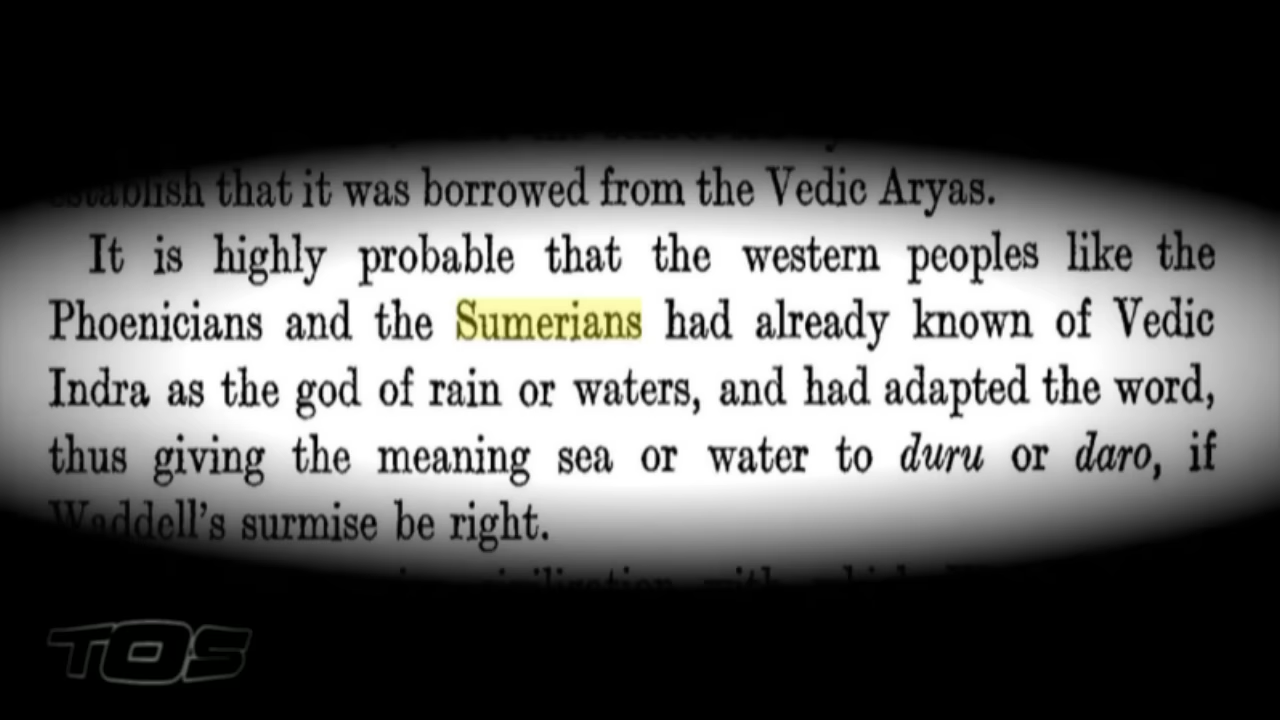 establish that it was borrowed from the Vedic Aryas.
It is highly probable that the western peoples like the
Phoenicians and the Sumerians had already known of Vedic
Indra as the god of rain or waters, and had adapted the word,
thus giving the meaning sea or water to duru or daro, if
Waddell's surmise be right.
TOS